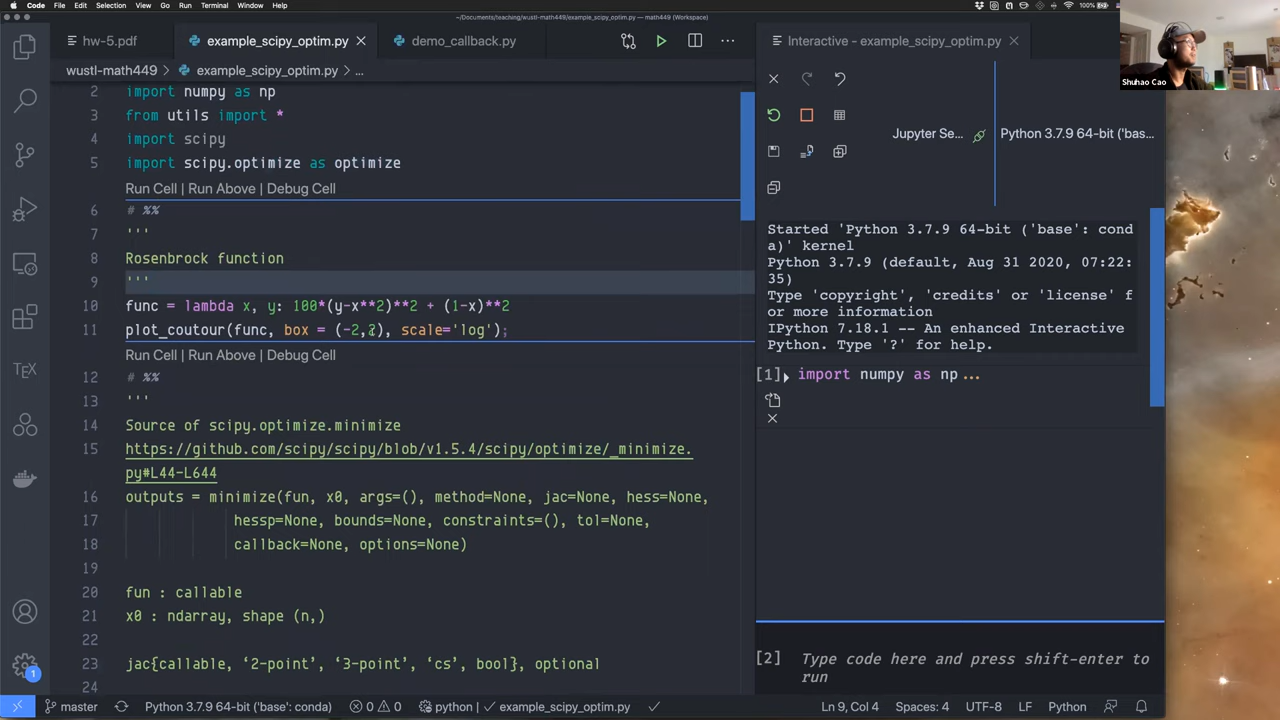 Code File Edit Selection View Go Run Terminal Window Help
100%
~/Documents/teaching/wustl-math449/example_scipy_optim.py — math449 (Workspace)
hw-5.pdf
example_scipy_optim.py
demo_callback.py
Interactive - example_scipy_optim.py
Shuhao Cao
wustl-math449 > example_scipy_optim.py > ...
2 import numpy as np
3 from utils import *
4 import scipy
5 import scipy.optimize as optimize
Run Cell | Run Above | Debug Cell
6 # %%
7 '''
8 Rosenbrock function
9 '''
10 func = lambda x, y: 100*(y-x**2)**2 + (1-x)**2
11 plot_coutour(func, box = (-2,2), scale='log');
Run Cell | Run Above | Debug Cell
12 # %%
13 '''
14 Source of scipy.optimize.minimize
15 https://github.com/scipy/scipy/blob/v1.5.4/scipy/optimize/_minimize.
py#L44-L644
16 outputs = minimize(fun, x0, args=(), method=None, jac=None, hess=None,
17 hessp=None, bounds=None, constraints=(), tol=None,
18 callback=None, options=None)
19
20 fun : callable
21 x0 : ndarray, shape (n,)
22
23 jac{callable, ‘2-point’, ‘3-point’, ‘cs’, bool}, optional
24
Jupyter Se...
Python 3.7.9 64-bit ('bas...
Started 'Python 3.7.9 64-bit ('base': cond
a)' kernel
Python 3.7.9 (default, Aug 31 2020, 07:22:
35)
Type 'copyright', 'credits' or 'license' f
or more information
IPython 7.18.1 -- An enhanced Interactive
Python. Type '?' for help.
[1] import numpy as np...
[2] Type code here and press shift-enter to
run
TEX
1
master
Python 3.7.9 64-bit ('base': conda)
0 0
python | ✓ example_scipy_optim.py
Ln 9, Col 4
Spaces: 4
UTF-8
LF
Python